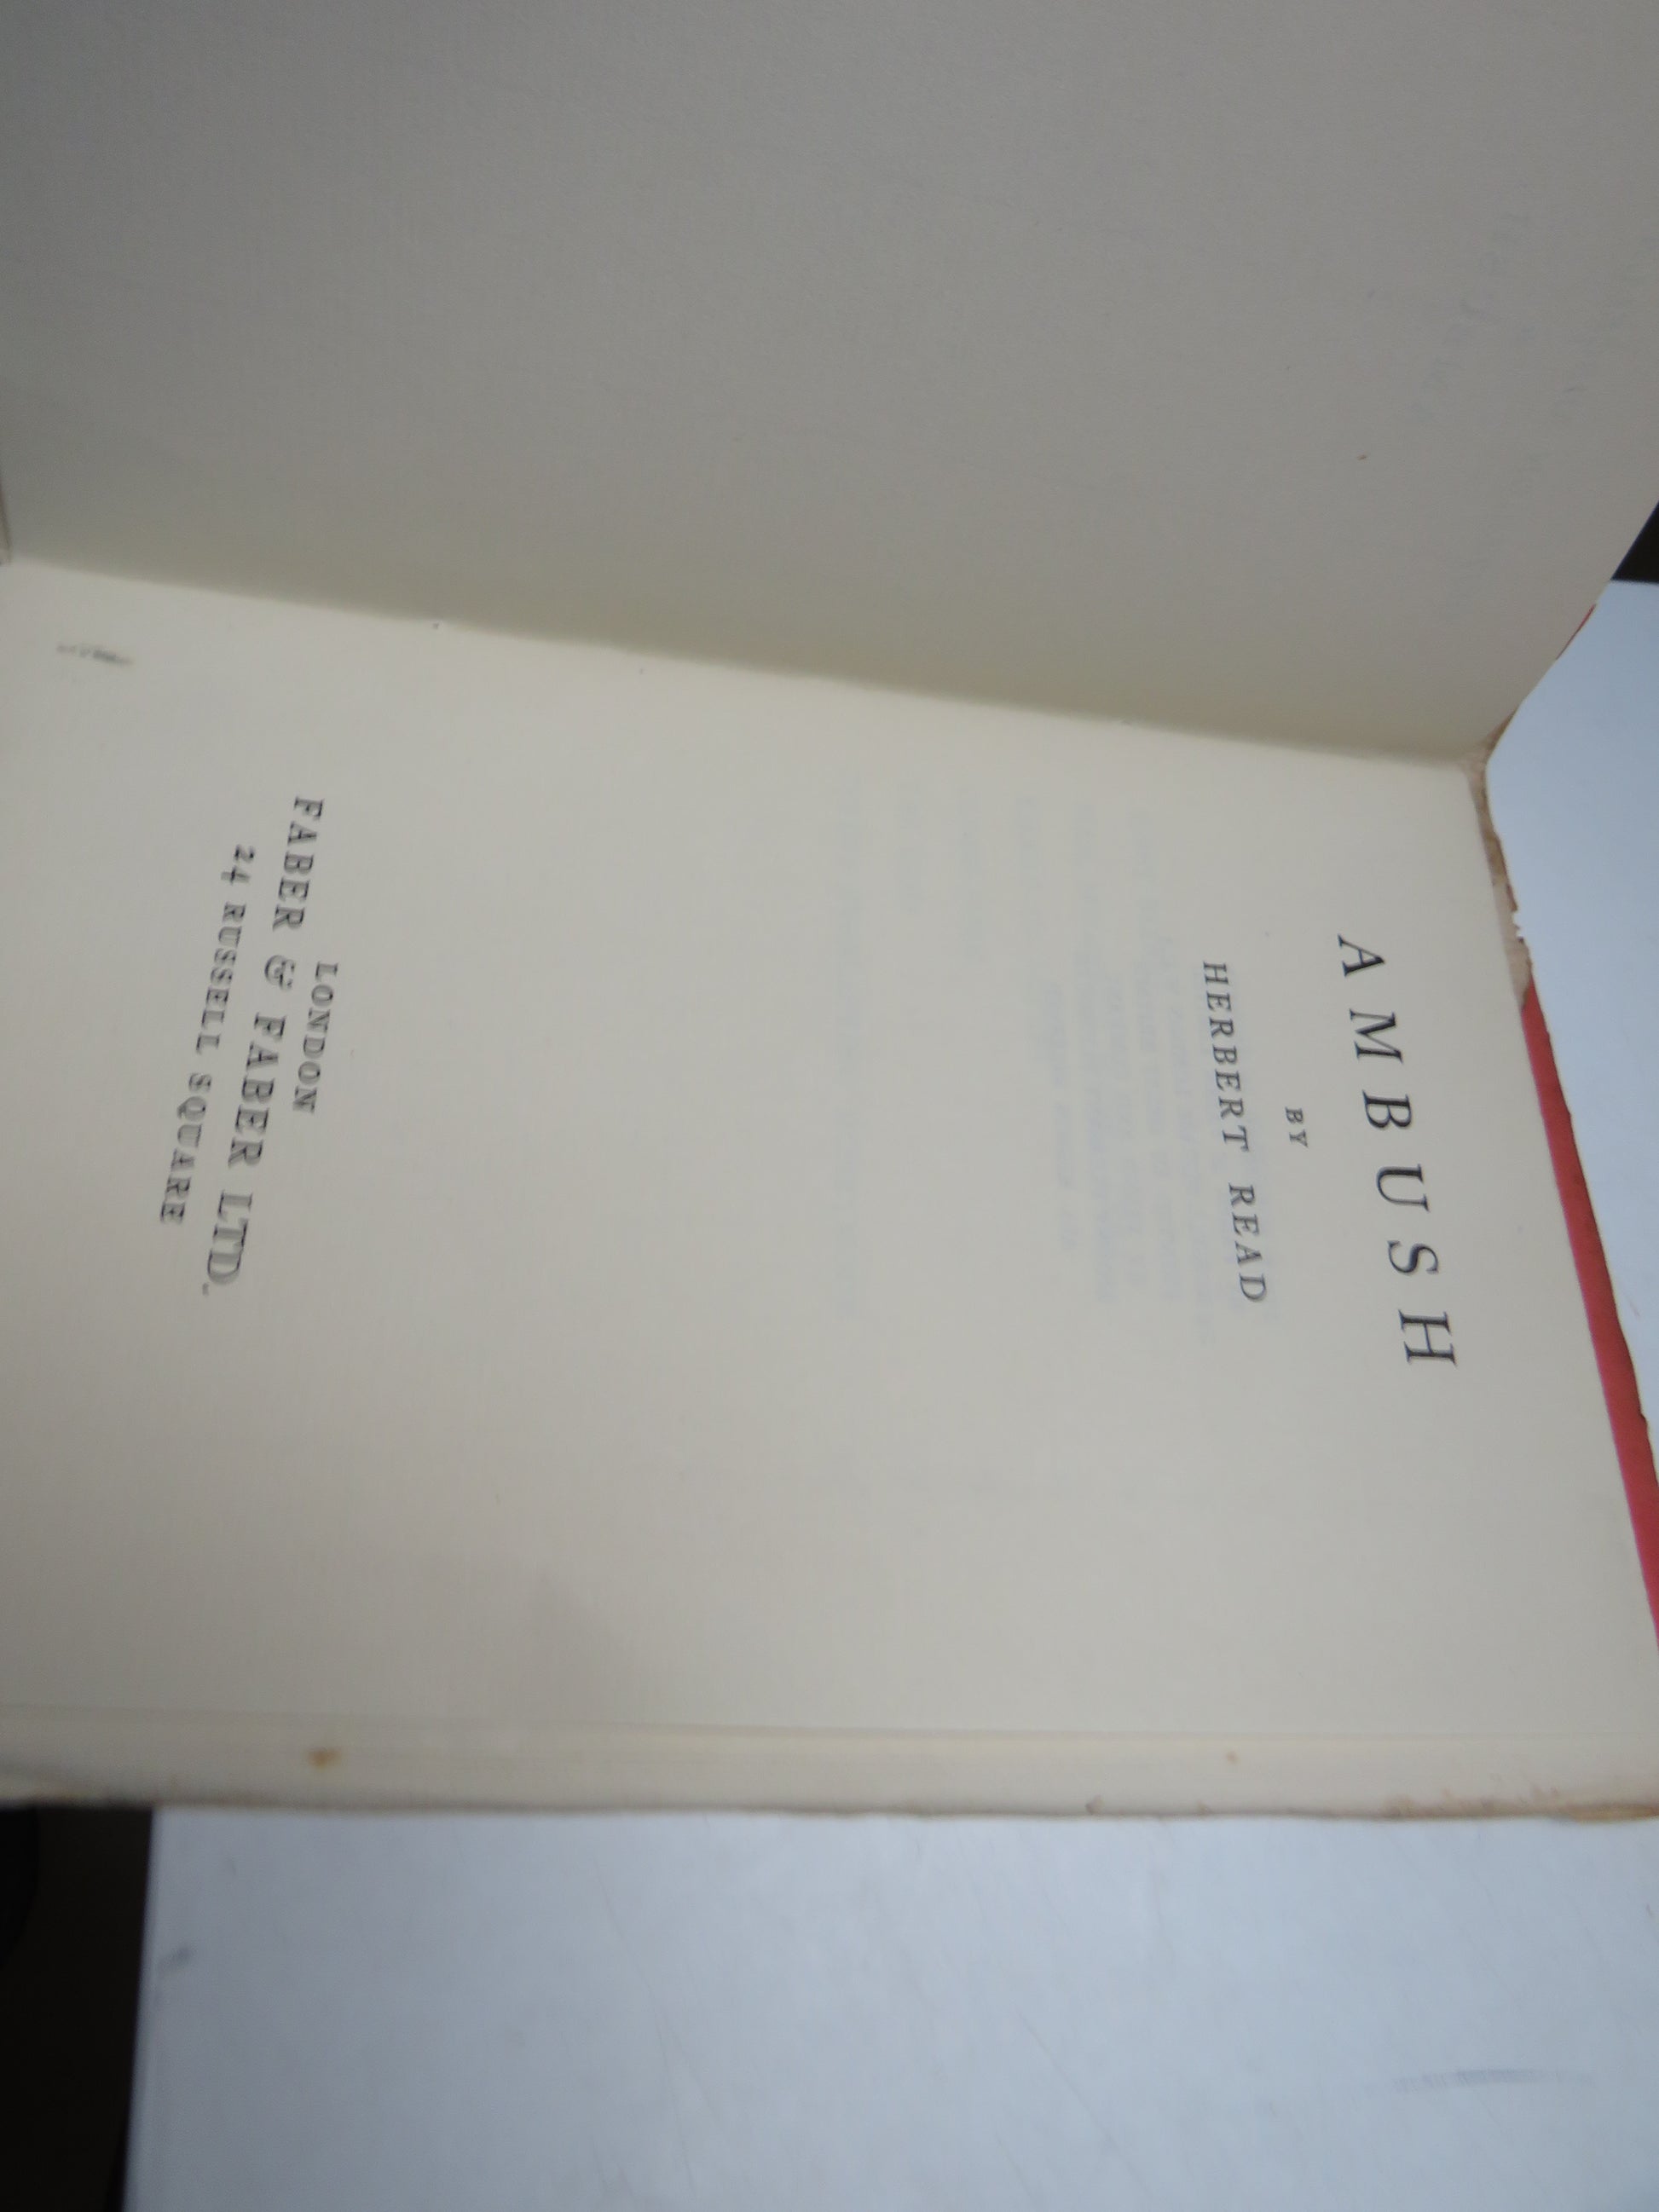 AMBUSH
BY
HERBERT READ
LONDON
FABER & FABER LTD.
24 RUSSELL SQUARE